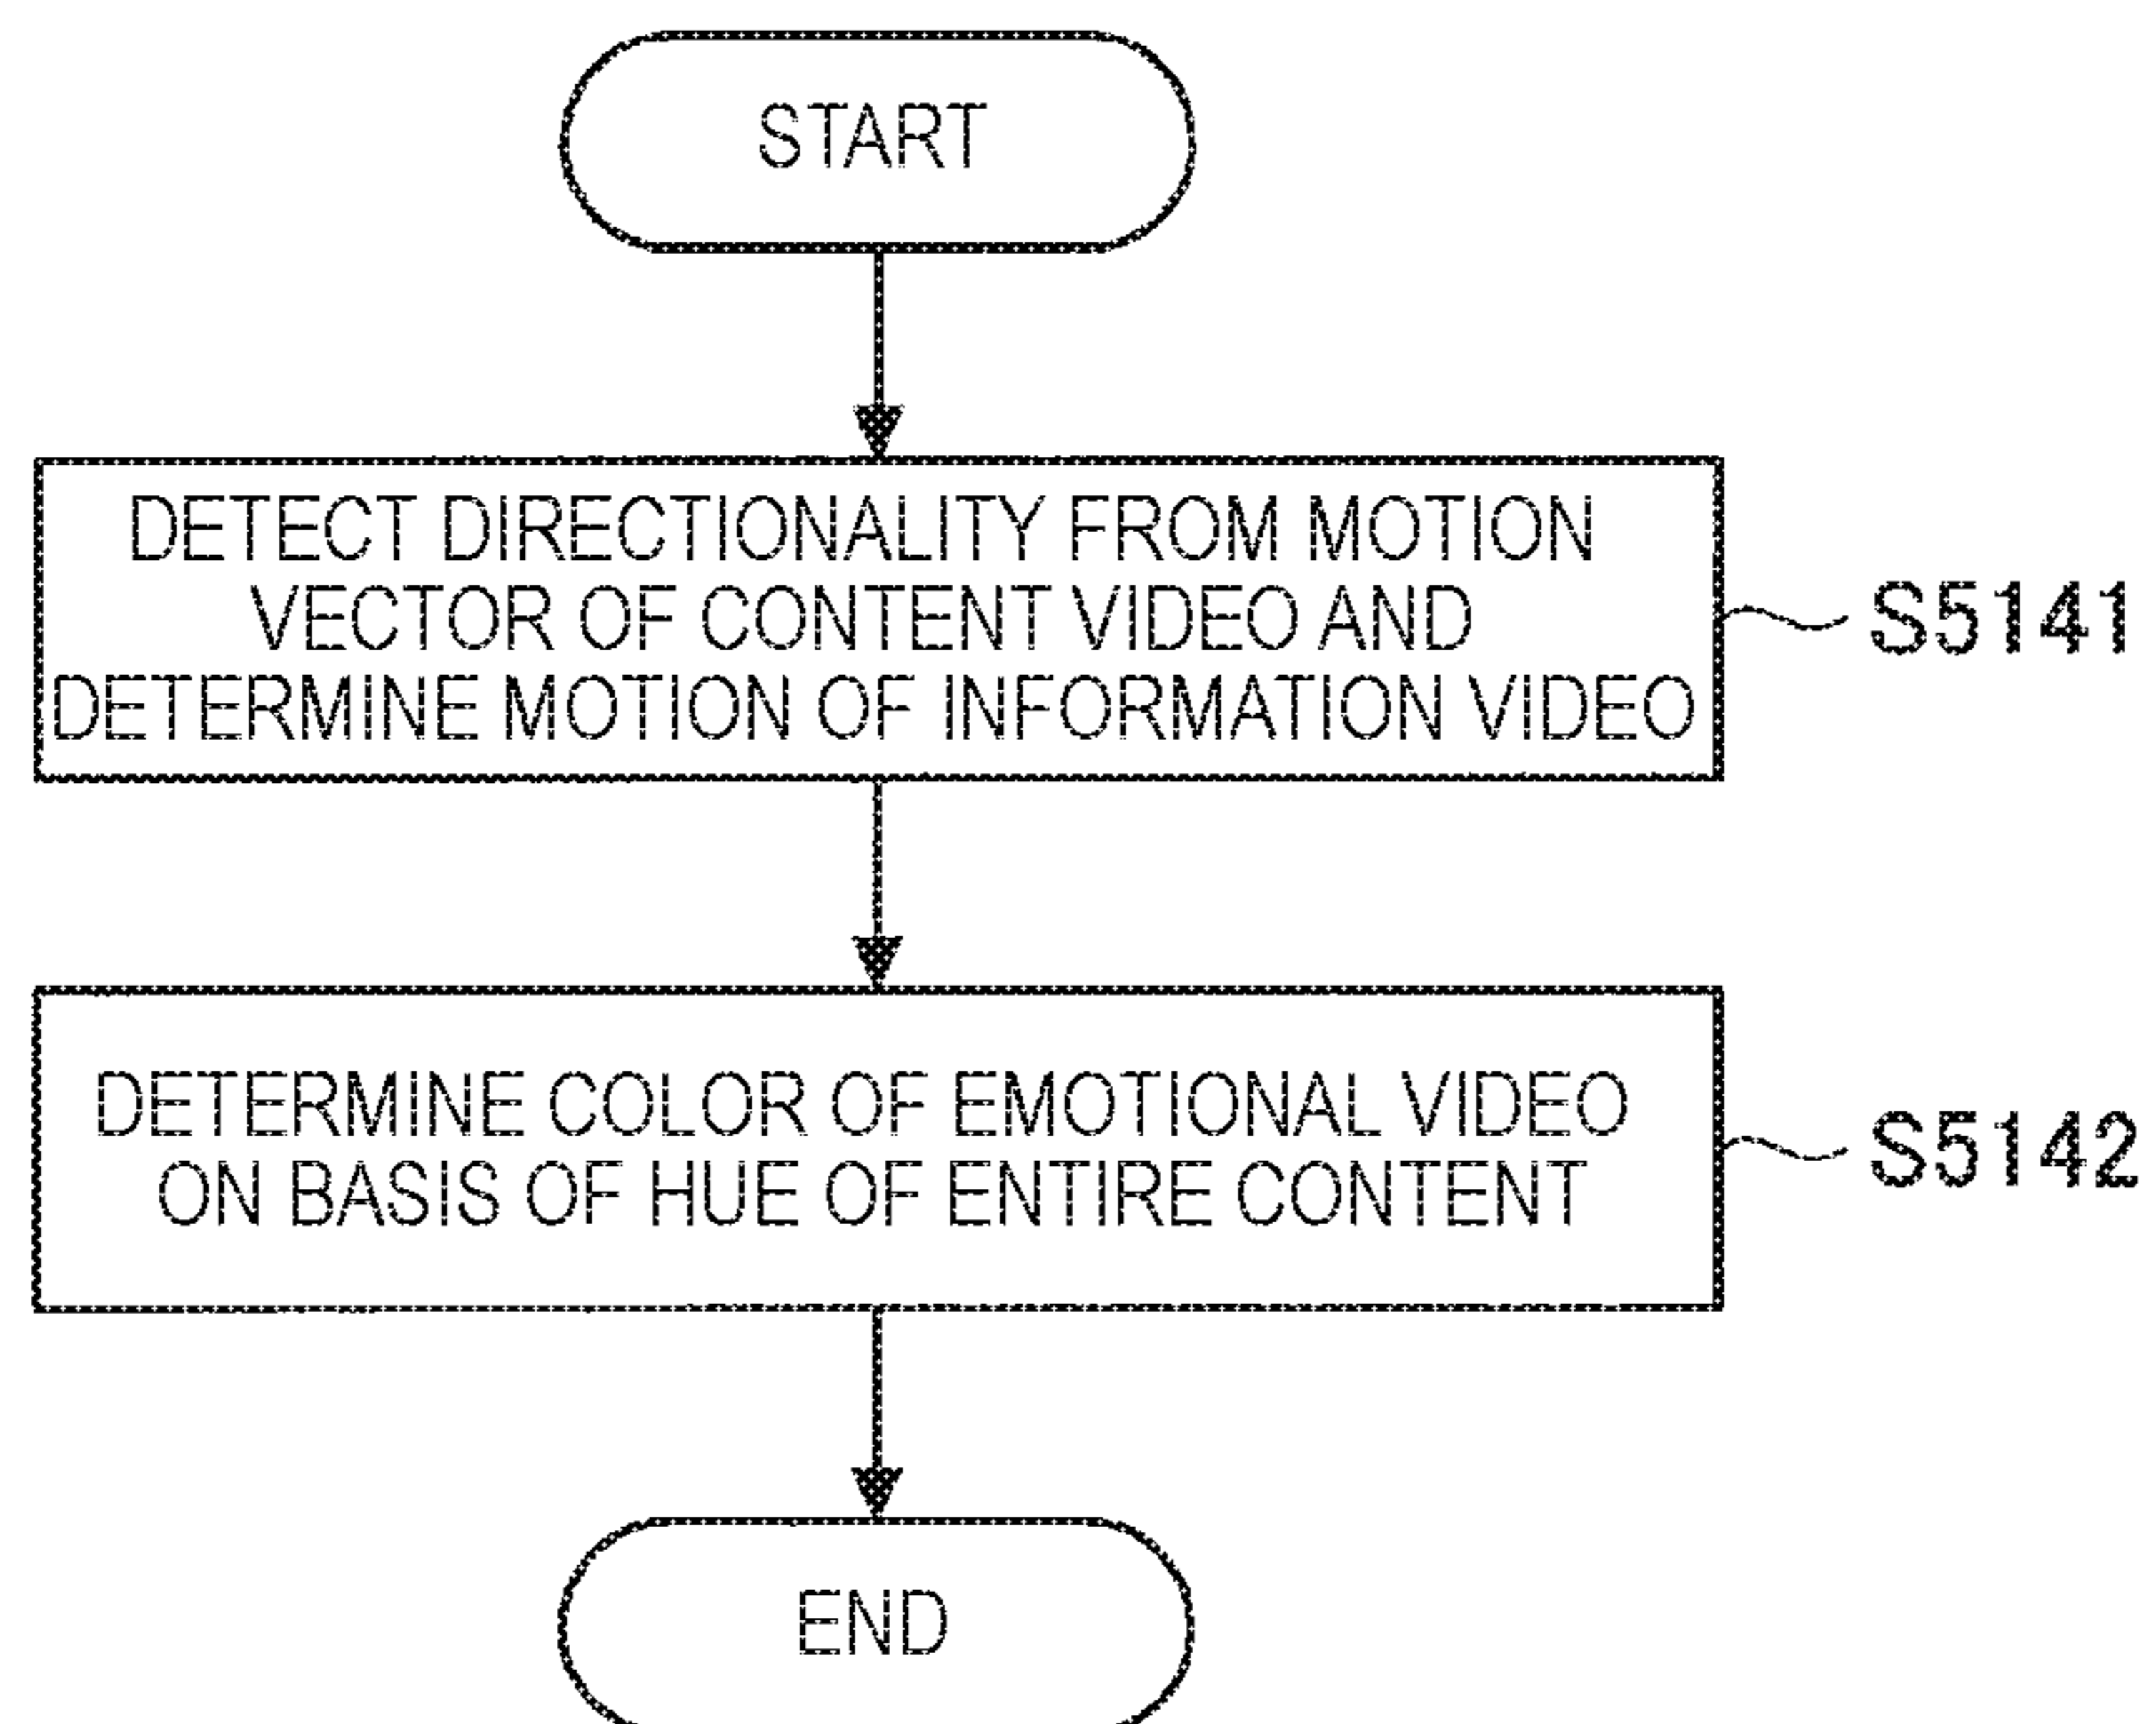 START
DETECT DIRECTIONALITY FROM MOTION
VECTOR OF CONTENT VIDEO AND
DETERMINE MOTION OF INFORMATION VIDEO
S5141
DETERMINE COLOR OF EMOTIONAL VIDEO
ON BASIS OF HUE OF ENTIRE CONTENT
S5142
END